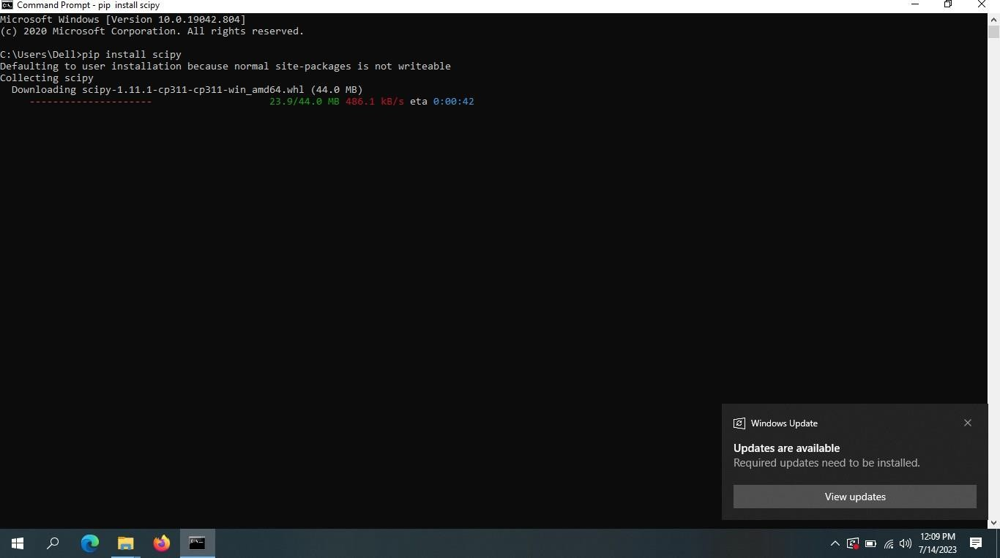 Command Prompt - pip  install scipy
Microsoft Windows [Version 10.0.19042.804]
(c) 2020 Microsoft Corporation. All rights reserved.
C:\Users\Dell>pip install scipy
Defaulting to user installation because normal site-packages is not writeable
Collecting scipy
  Downloading scipy-1.11.1-cp311-cp311-win_amd64.whl (44.0 MB)
     --------------------- 23.9/44.0 MB 486.1 kB/s eta 0:00:42
Windows Update
Updates are available
Required updates need to be installed.
View updates
12:09 PM
7/14/2023